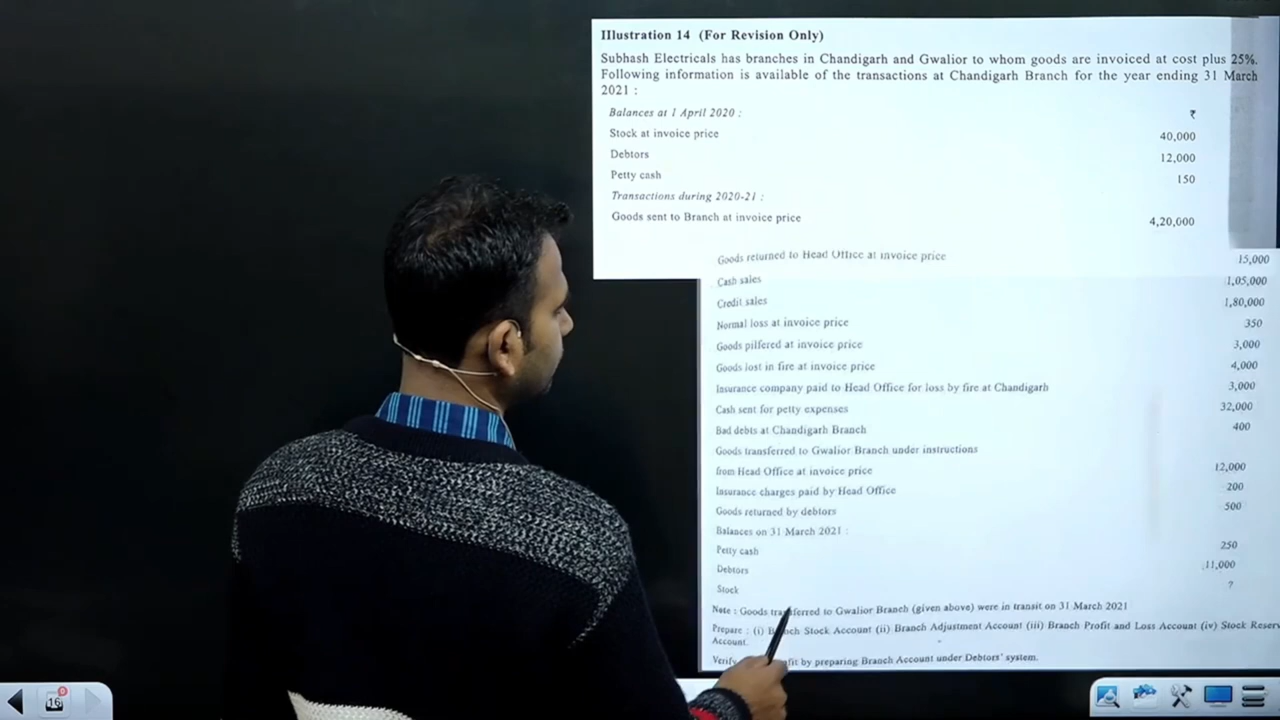 Illustration 14 (For Revision Only)
Subhash Electricals has branches in Chandigarh and Gwalior to whom goods are invoiced at cost plus 25%.
Following information is available of the transactions at Chandigarh Branch for the year ending 31 March
2021 :
Balances at 1 April 2020 : ₹
Stock at invoice price 40,000
Debtors 12,000
Petty cash 150
Transactions during 2020-21 :
Goods sent to Branch at invoice price 4,20,000
Goods returned to Head Office at invoice price 15,000
Cash sales 1,05,000
Credit sales 1,80,000
Normal loss at invoice price 350
Goods pilfered at invoice price 3,000
Goods lost in fire at invoice price 4,000
Insurance company paid to Head Office for loss by fire at Chandigarh 3,000
Cash sent for petty expenses 32,000
Bad debts at Chandigarh Branch 400
Goods transferred to Gwalior Branch under instructions
from Head Office at invoice price 12,000
Insurance charges paid by Head Office 200
Goods returned by debtors 500
Balances on 31 March 2021 :
Petty cash 250
Debtors 11,000
Stock ?
Note : Goods transferred to Gwalior Branch (given above) were in transit on 31 March 2021
Prepare : (i) Branch Stock Account (ii) Branch Adjustment Account (iii) Branch Profit and Loss Account (iv) Stock Reserv
Account.
Verify by preparing Branch Account under Debtors' system.
16